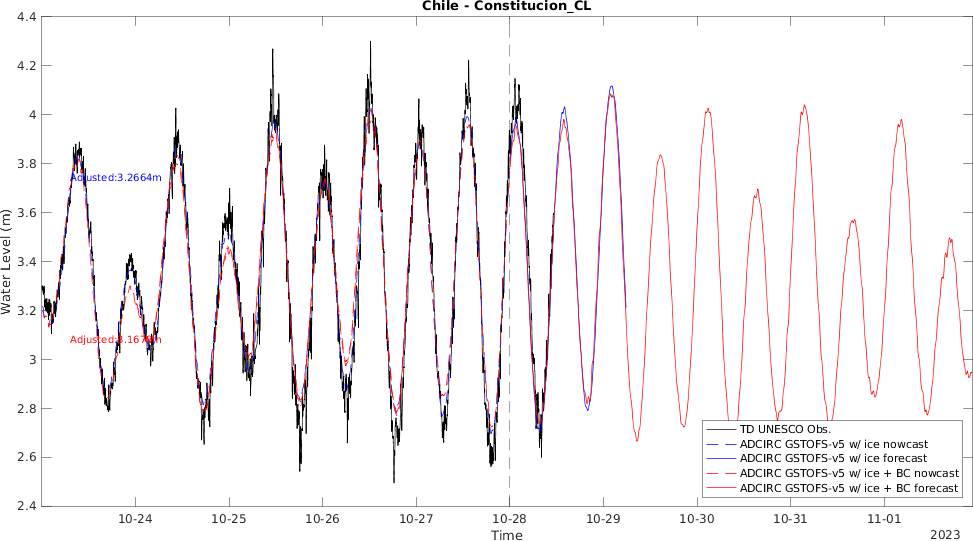 Chile - Constitucion_CL
4.4
4.2
4
3.8
3.6
3.4
3.2
3
2.8
2.6
2.4
Water Level (m)
Adjusted:3.2664m
TD UNESCO Obs.
ADCIRC GSTOFS-v5 w/ ice nowcast
ADCIRC GSTOFS-v5 w/ ice forecast
ADCIRC GSTOFS-v5 w/ ice + BC nowcast
ADCIRC GSTOFS-v5 w/ ice + BC forecast
10-24
10-25
10-26
10-27
10-28
10-29
10-30
10-31
11-01
Time
2023